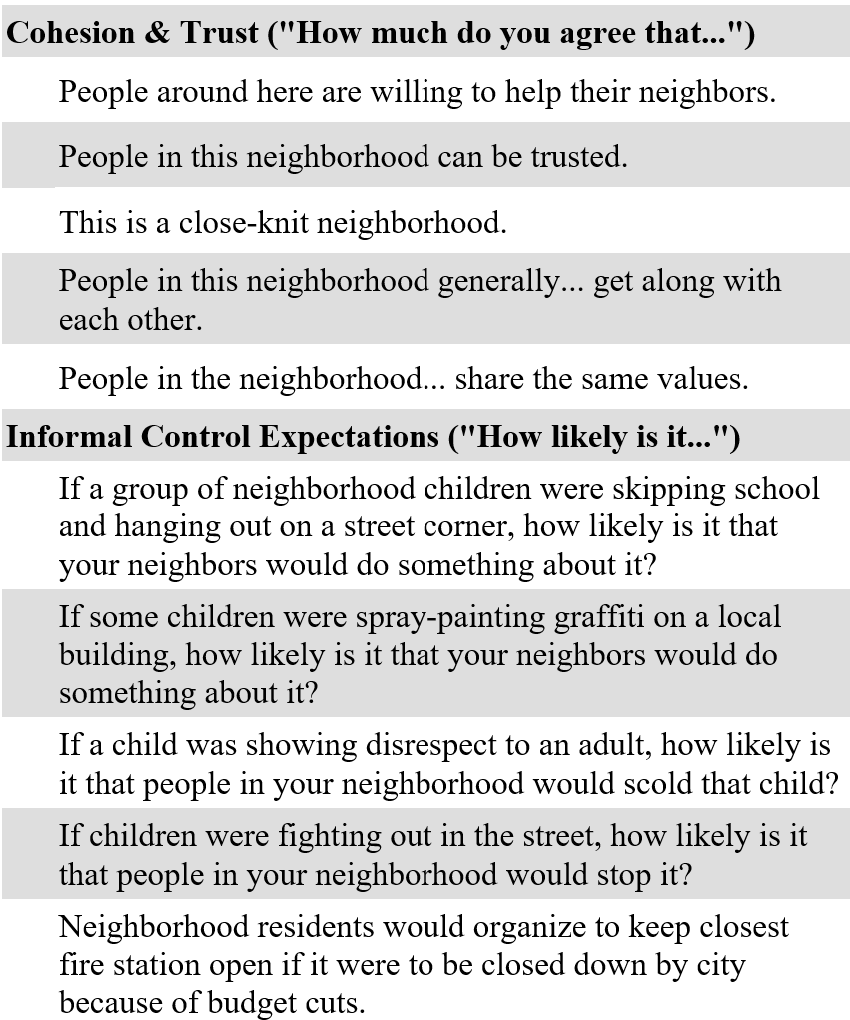 Cohesion & Trust ("How much do you agree that...")
People around here are willing to help their neighbors.
People in this neighborhood can be trusted.
This is a close-knit neighborhood.
People in this neighborhood generally... get along with
each other.
People in the neighborhood... share the same values.
Informal Control Expectations ("How likely is it...")
If a group of neighborhood children were skipping school
and hanging out on a street corner, how likely is it that
your neighbors would do something about it?
If some children were spray-painting graffiti on a local
building, how likely is it that your neighbors would do
something about it?
If a child was showing disrespect to an adult, how likely is
it that people in your neighborhood would scold that child?
If children were fighting out in the street, how likely is it
that people in your neighborhood would stop it?
Neighborhood residents would organize to keep closest
fire station open if it were to be closed down by city
because of budget cuts.